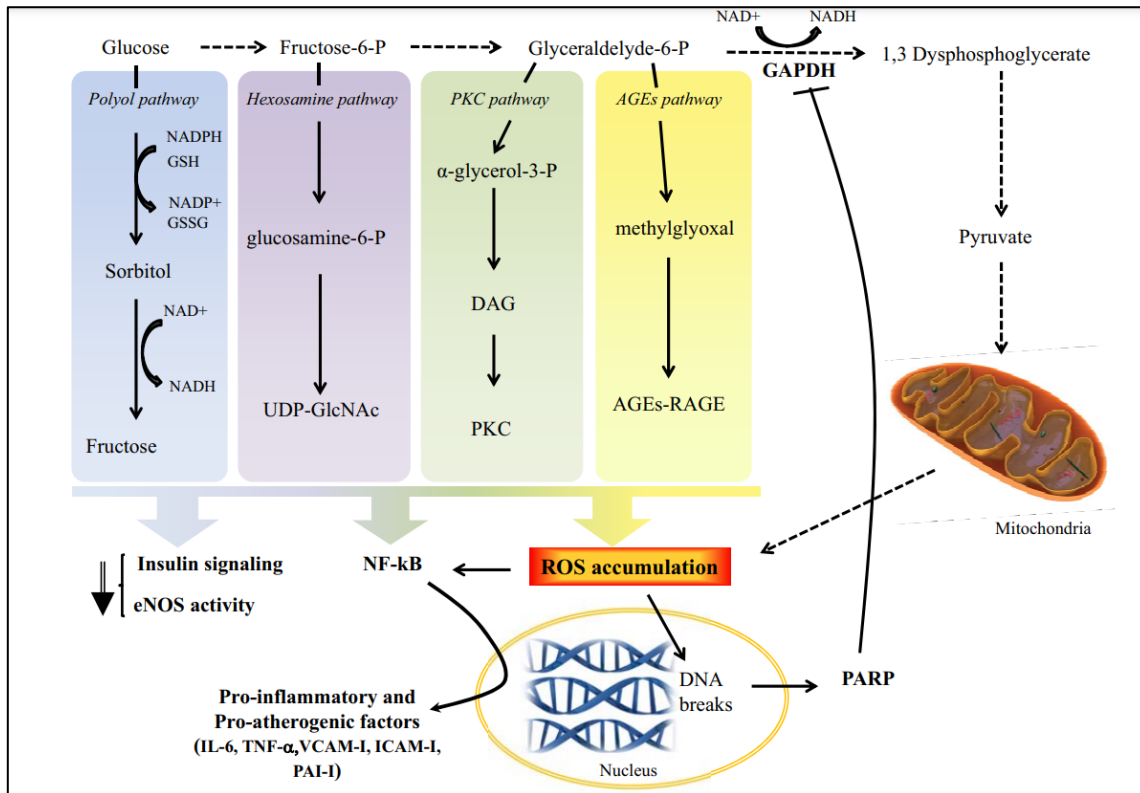 NAD+ NADH
Glucose Fructose-6-P Glyceraldelyde-6-P 1,3 Dysphosphoglycerate
GAPDH
Polyol pathway Hexosamine pathway PKC pathway AGEs pathway
NADPH
GSH
α-glycerol-3-P
NADP+
GSSG
glucosamine-6-P
methylglyoxal
Pyruvate
Sorbitol
DAG
NAD+
NADH
UDP-GlcNAc
AGEs-RAGE
PKC
Fructose
Mitochondria
Insulin signaling
eNOS activity
NF-kB
ROS accumulation
DNA
breaks
PARP
Pro-inflammatory and
Pro-atherogenic factors
(IL-6, TNF-α,VCAM-I, ICAM-I,
PAI-I)
Nucleus